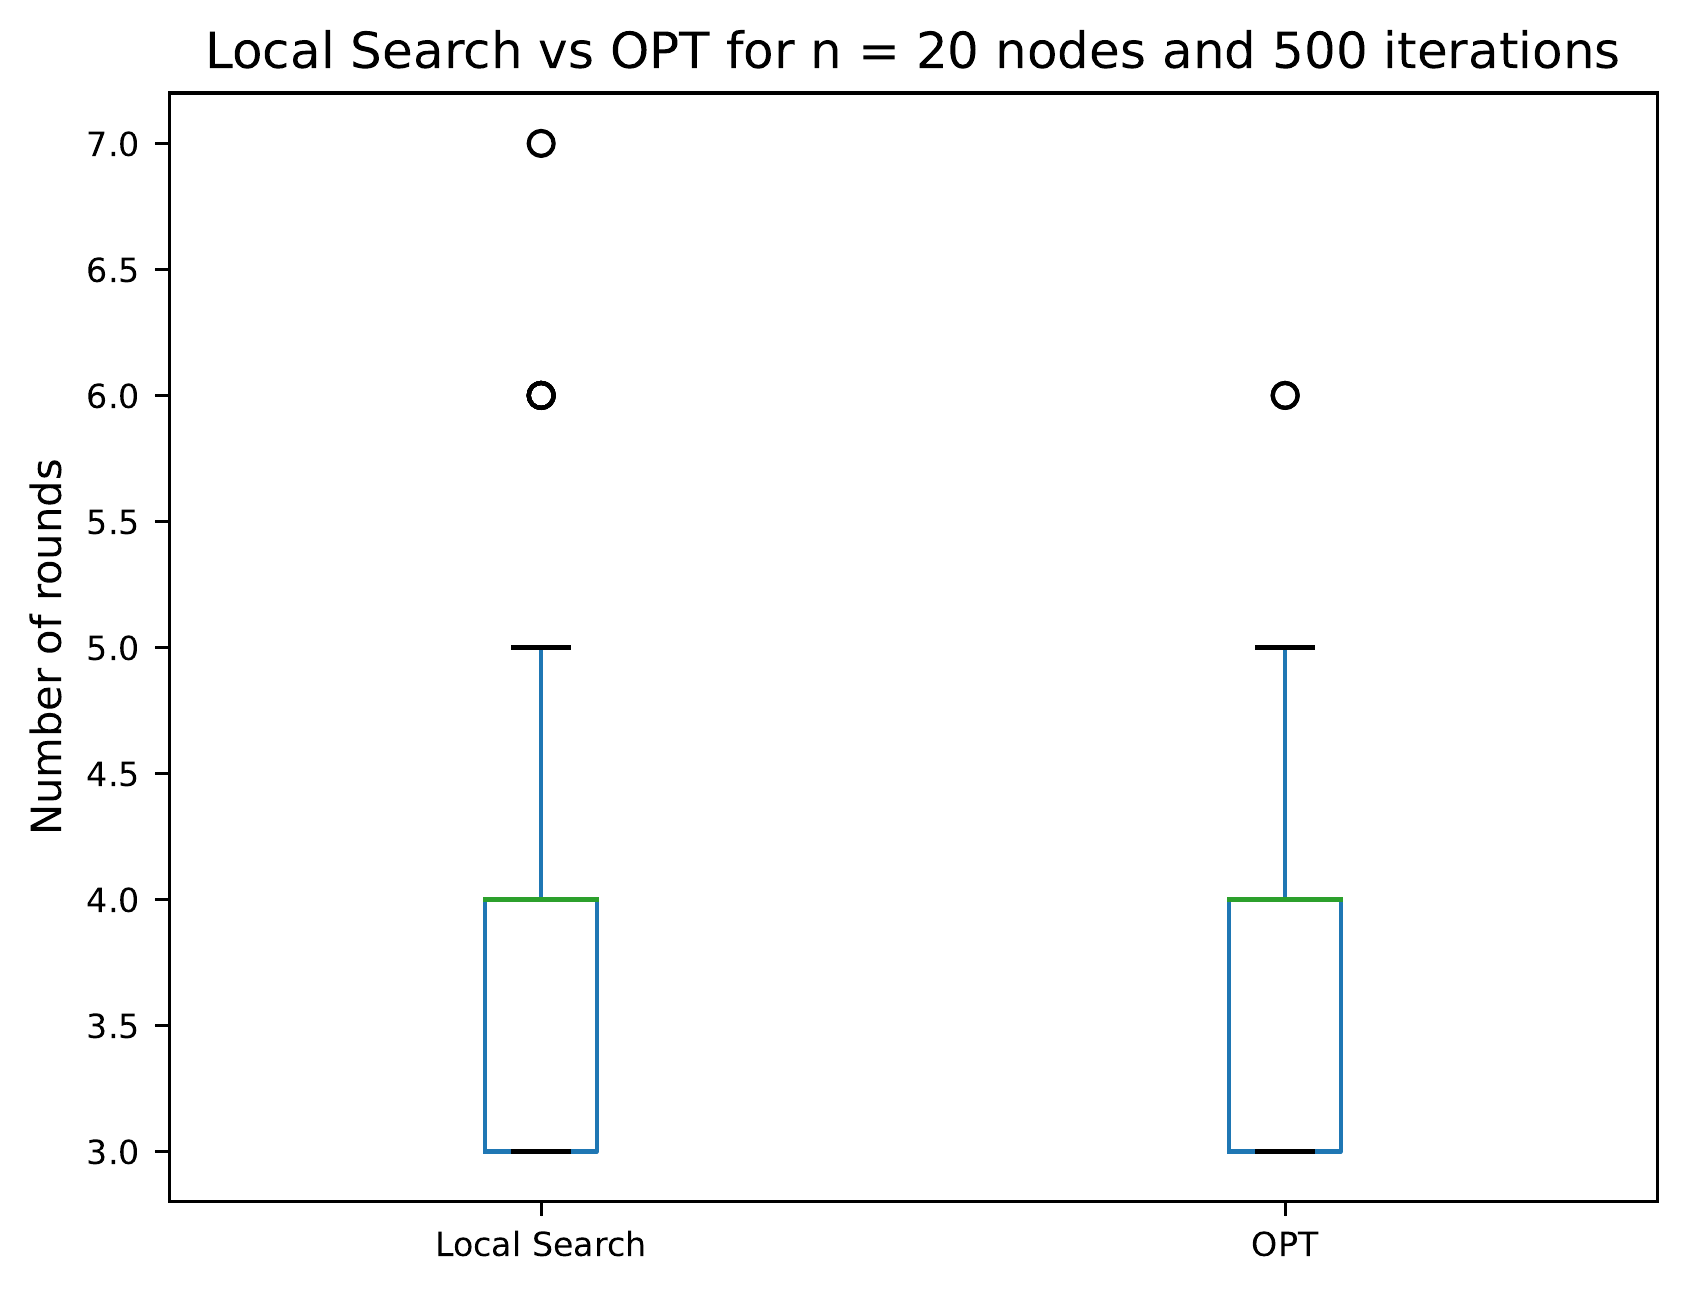 Local Search vs OPT for n = 20 nodes and 500 iterations
Number of rounds
7.0
6.5
6.0
5.5
5.0
4.5
4.0
3.5
3.0
Local Search
OPT